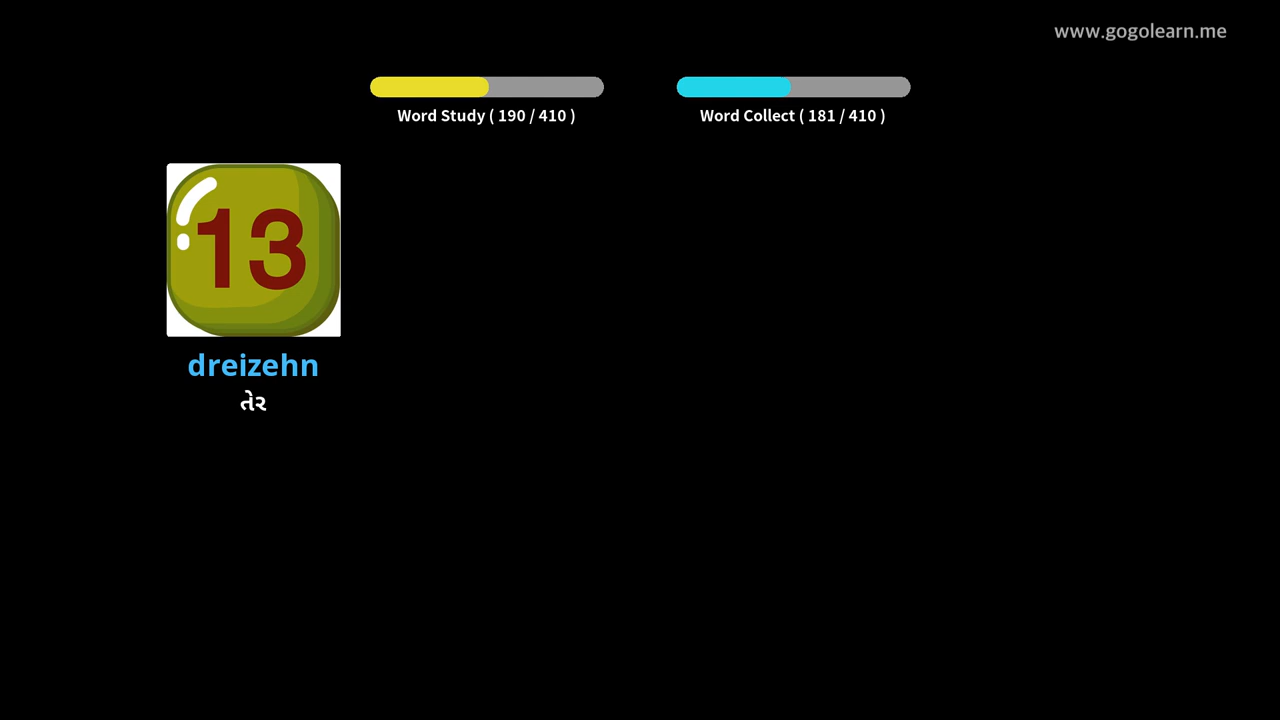 www.gogolearn.me
Word Study ( 190 / 410 )
Word Collect ( 181 / 410 )
13
dreizehn
તેર